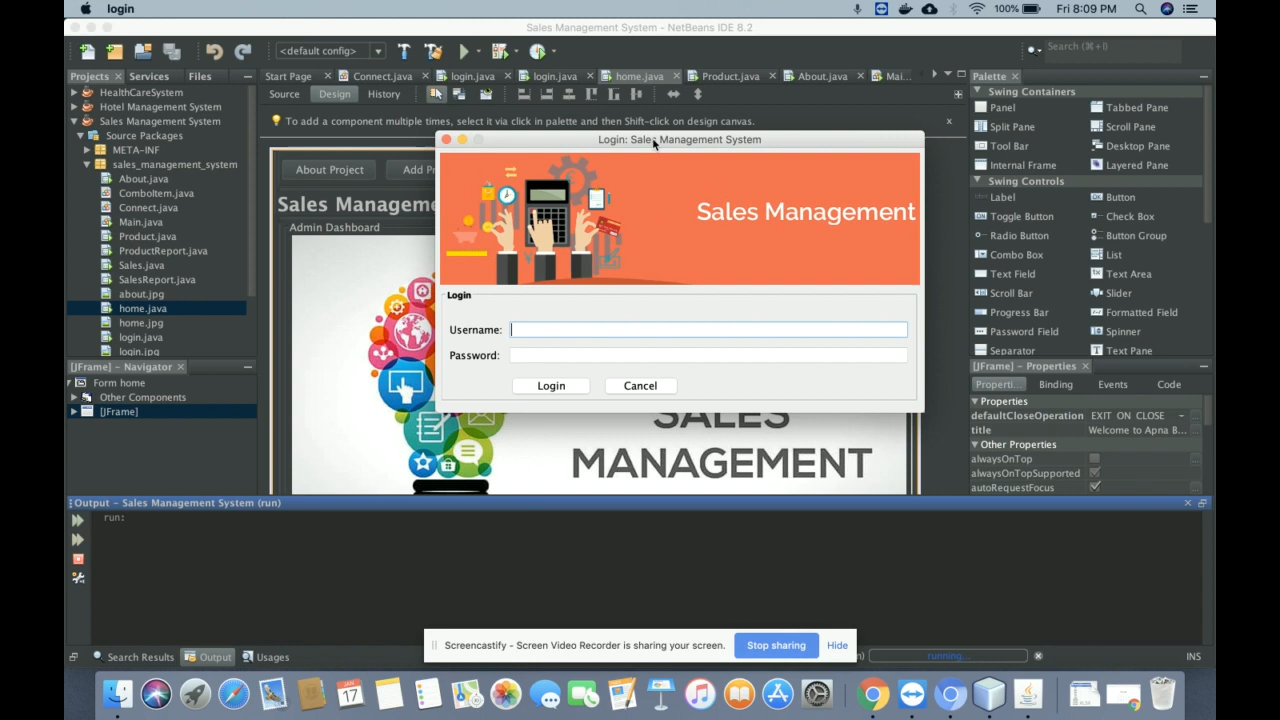 login
100%
Fri 8:09 PM
Sales Management System - NetBeans IDE 8.2
<default config>
Search (⌘+I)
Projects
Services
Files
Start Page
Connect.java
login.java
login.java
home.java
Product.java
About.java
Mai...
Palette
Source
Design
History
To add a component multiple times, select it via click in palette and then Shift-click on design canvas.
HealthCareSystem
Hotel Management System
Sales Management System
Source Packages
META-INF
sales_management_system
About.java
ComboItem.java
Connect.java
Main.java
Product.java
ProductReport.java
Sales.java
SalesReport.java
about.jpg
home.java
home.jpg
login.java
login.jpg
[JFrame] - Navigator
Form home
Other Components
[JFrame]
About Project
Add Pr
Sales Manageme
Admin Dashboard
SALES
MANAGEMENT
Login: Sales Management System
Sales Management
Login
Username:
Password:
Login
Cancel
Swing Containers
Panel
Tabbed Pane
Split Pane
Scroll Pane
Tool Bar
Desktop Pane
Internal Frame
Layered Pane
Swing Controls
Label
Button
Toggle Button
Check Box
Radio Button
Button Group
Combo Box
List
Text Field
Text Area
Scroll Bar
Slider
Progress Bar
Formatted Field
Password Field
Spinner
Separator
Text Pane
[JFrame] - Properties
Properti...
Binding
Events
Code
Properties
defaultCloseOperation
EXIT_ON_CLOSE
title
Welcome to Apna B...
Other Properties
alwaysOnTop
alwaysOnTopSupported
autoRequestFocus
Output - Sales Management System (run)
run:
Screencastify - Screen Video Recorder is sharing your screen.
Stop sharing
Hide
Search Results
Output
Usages
n)
running...
INS
JAN
17